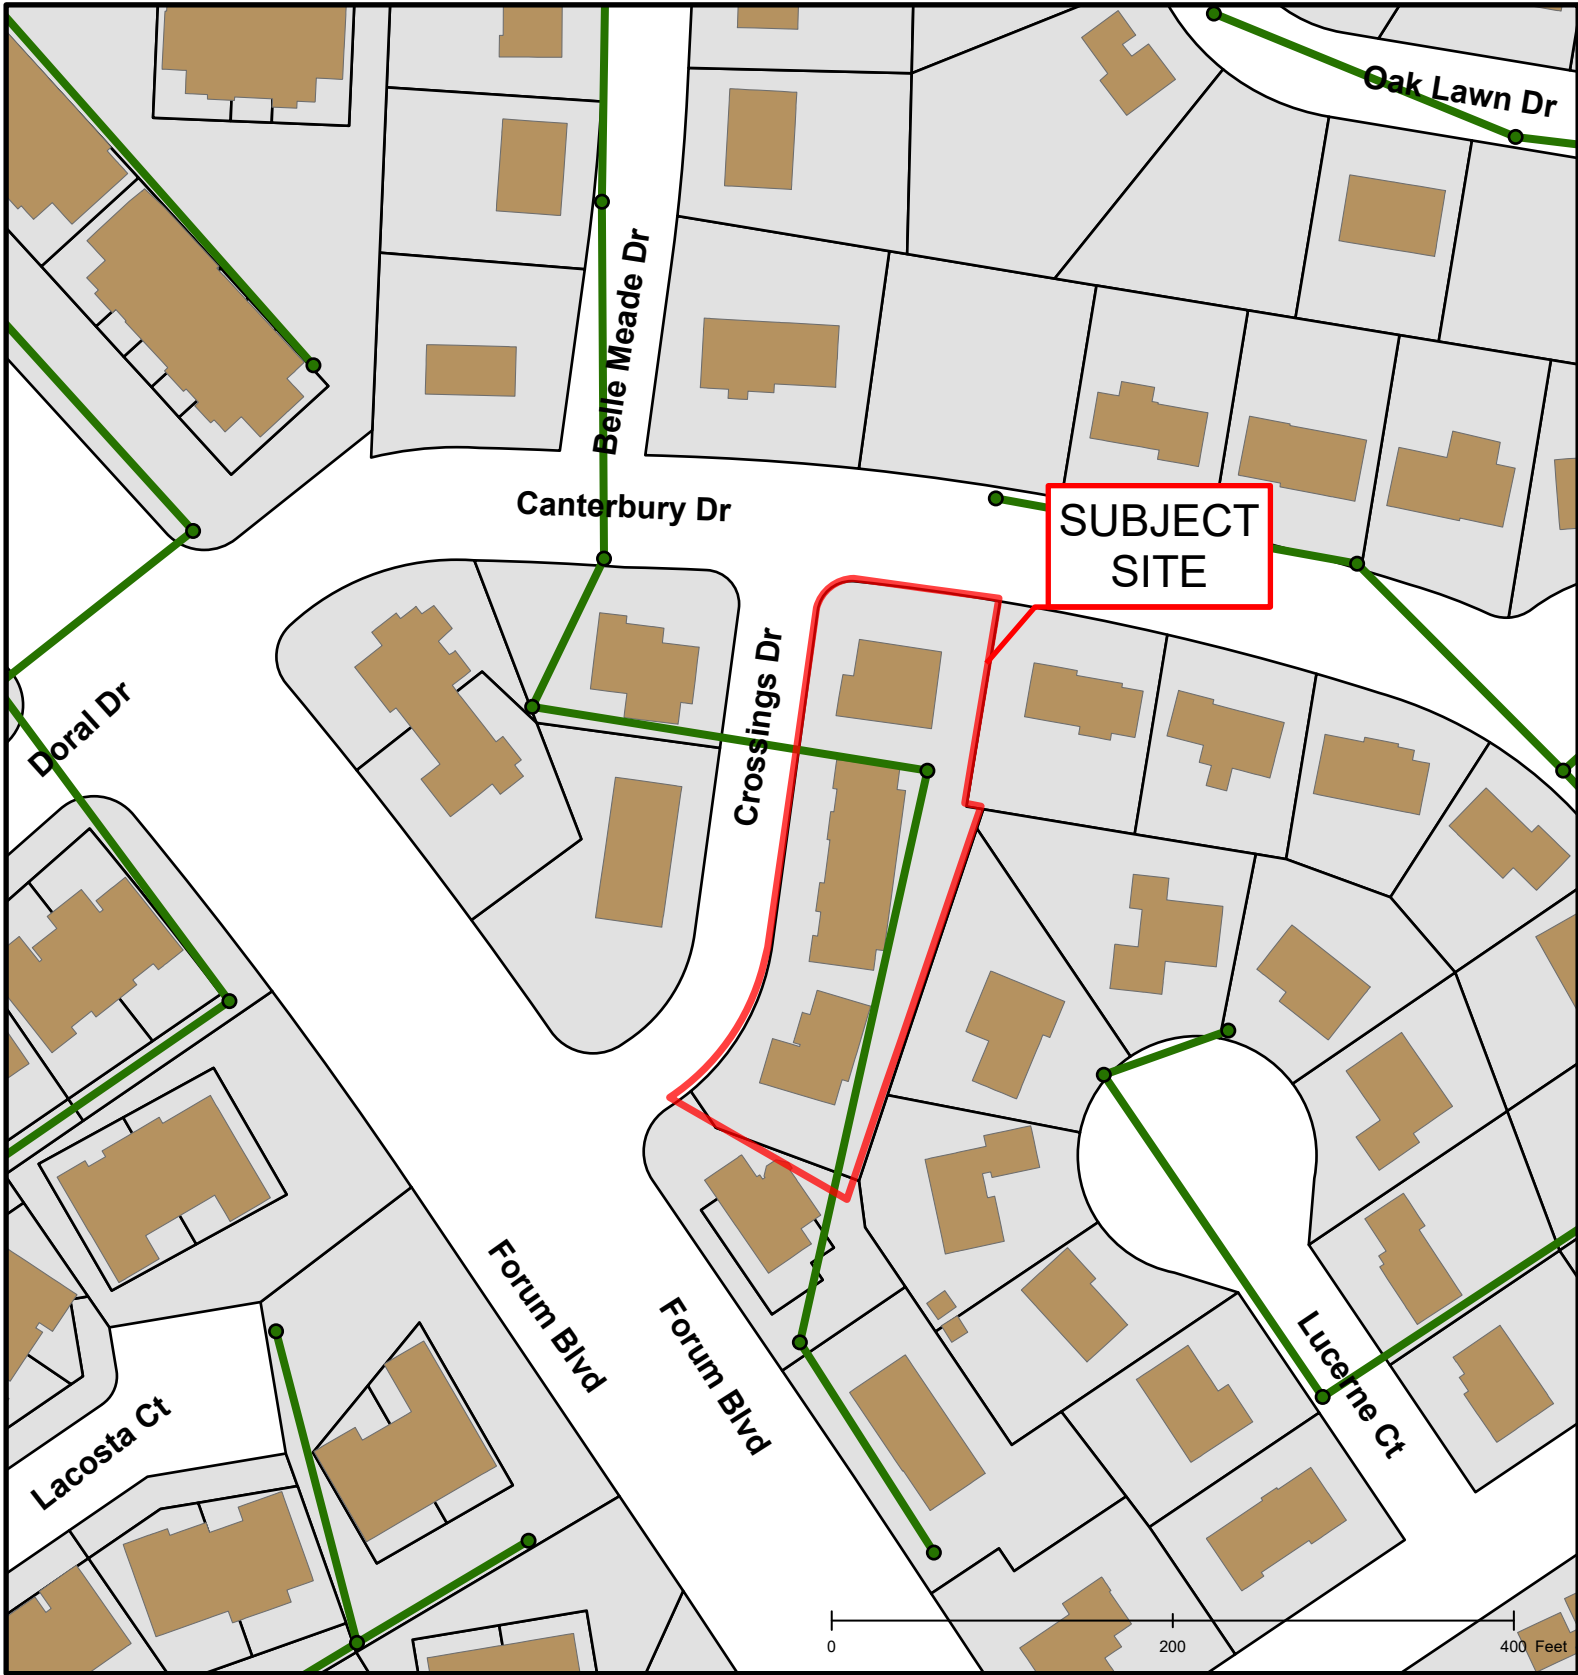 Oak Lawn Dr
Belle Meade Dr
Canterbury Dr
SUBJECT
SITE
Crossings Dr
Doral Dr
Forum Blvd
Forum Blvd
Lucerne Ct
Lacosta Ct
0 200 400 Feet